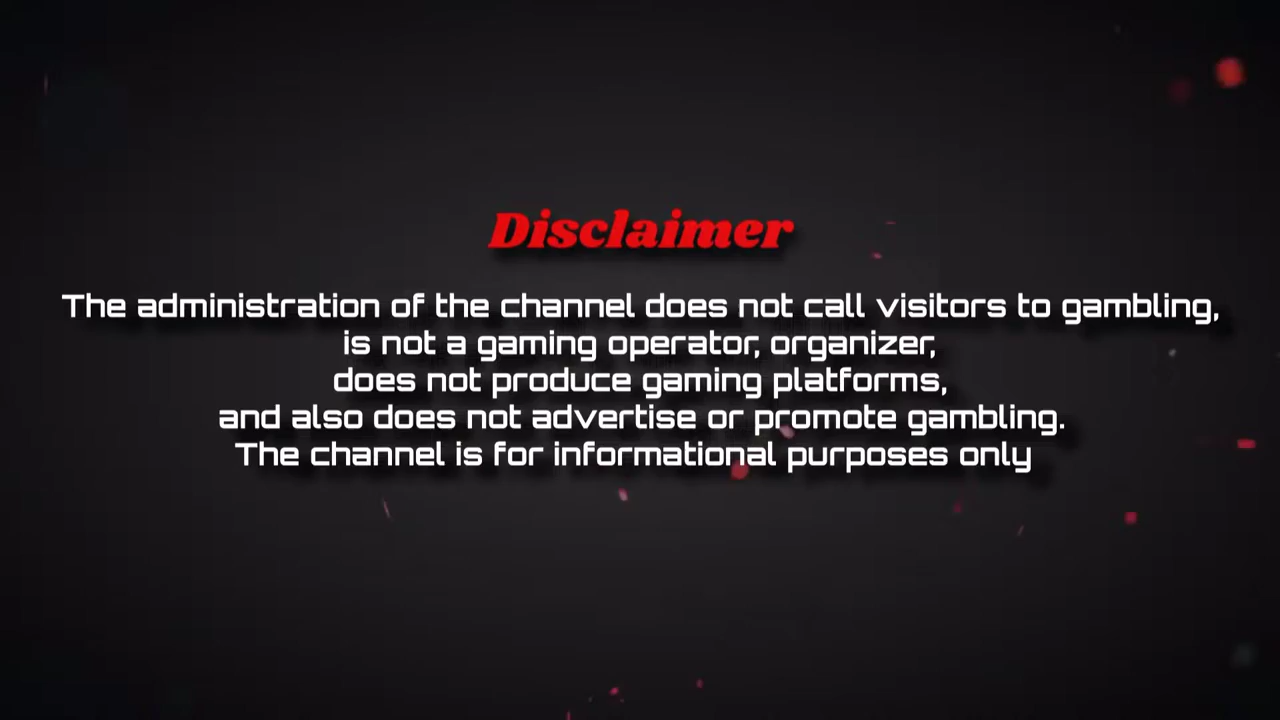 Disclaimer
The administration of the channel does not call visitors to gambling,
is not a gaming operator, organizer,
does not produce gaming platforms,
and also does not advertise or promote gambling.
The channel is for informational purposes only